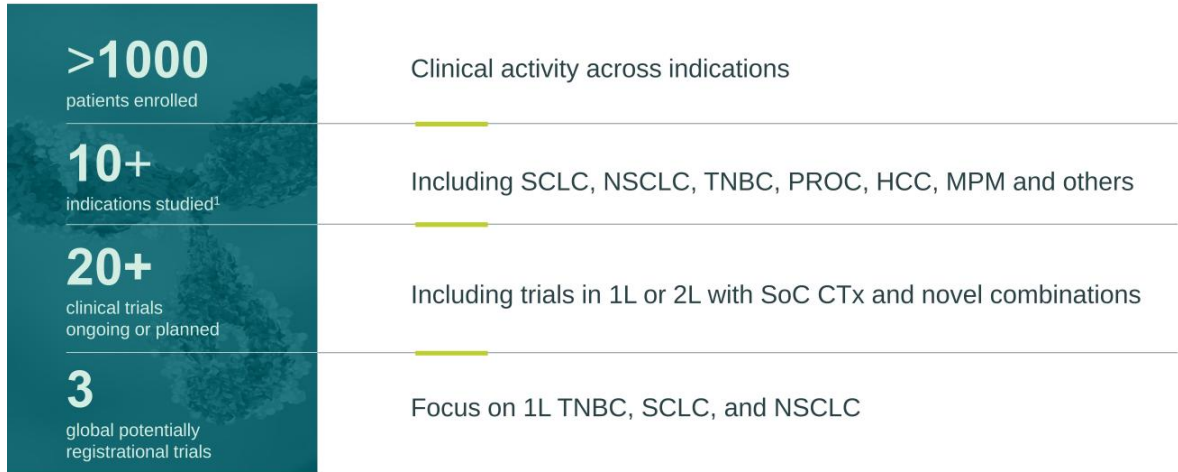 >1000
patients enrolled
Clinical activity across indications
10+
indications studied¹
Including SCLC, NSCLC, TNBC, PROC, HCC, MPM and others
20+
clinical trials
ongoing or planned
Including trials in 1L or 2L with SoC CTx and novel combinations
3
global potentially
registrational trials
Focus on 1L TNBC, SCLC, and NSCLC